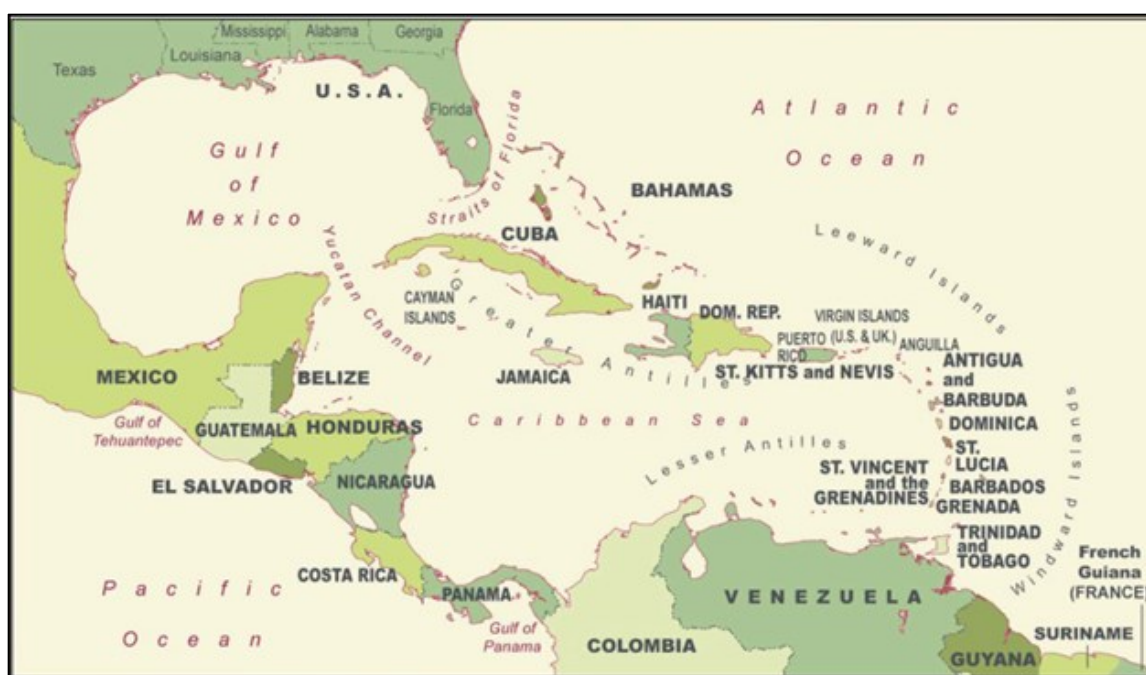 Mississippi
Alabama
Georgia
Louisiana
Texas
U.S.A.
Florida
Atlantic
Ocean
Gulf
of
Mexico
Straits of Florida
BAHAMAS
CUBA
Yucatan Channel
Leeward Islands
CAYMAN
ISLANDS
Greater Antilles
HAITI
DOM. REP.
VIRGIN ISLANDS
(U.S. & UK.)
PUERTO
RICO
ANGUILLA
JAMAICA
ST. KITTS and NEVIS
ANTIGUA
and
BARBUDA
MEXICO
BELIZE
Gulf of
Tehuantepec
GUATEMALA
HONDURAS
Caribbean Sea
DOMINICA
Lesser Antilles
ST.
LUCIA
ST. VINCENT
and the
GRENADINES
BARBADOS
GRENADA
Windward Islands
EL SALVADOR
NICARAGUA
TRINIDAD
and
TOBAGO
French
Guiana
(FRANCE)
COSTA RICA
PANAMA
Pacific
Ocean
Gulf of
Panama
VENEZUELA
COLOMBIA
SURINAME
GUYANA